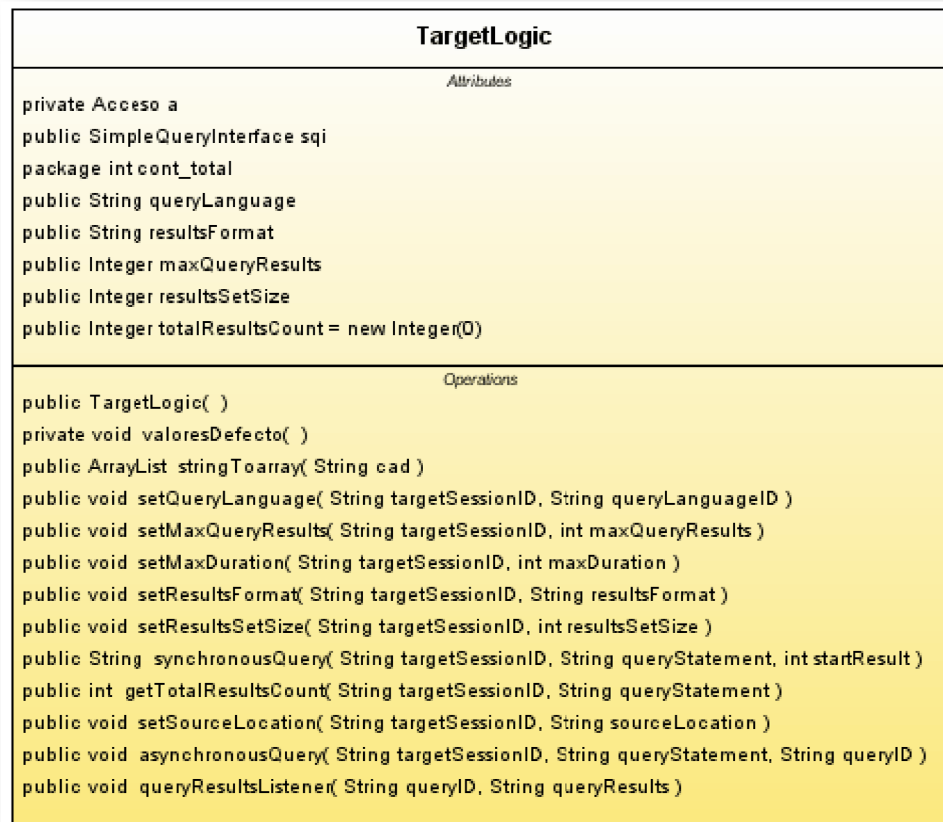 TargetLogic
Attributes
private Acceso a
public SimpleQueryInterface sqi
package int cont_total
public String queryLanguage
public String resultsFormat
public Integer maxQueryResults
public Integer resultsSetSize
public Integer totalResultsCount = new Integer(0)
Operations
public TargetLogic( )
private void valoresDefecto( )
public ArrayList stringToarray( String cad )
public void setQueryLanguage( String targetSessionID, String queryLanguageID )
public void setMaxQueryResults( String targetSessionID, int maxQueryResults )
public void setMaxDuration( String targetSessionID, int maxDuration )
public void setResultsFormat( String targetSessionID, String resultsFormat )
public void setResultsSetSize( String targetSessionID, int resultsSetSize )
public String synchronousQuery( String targetSessionID, String queryStatement, int startResult )
public int getTotalResultsCount( String targetSessionID, String queryStatement )
public void setSourceLocation( String targetSessionID, String sourceLocation )
public void asynchronousQuery( String targetSessionID, String queryStatement, String queryID )
public void queryResultsListener( String queryID, String queryResults )